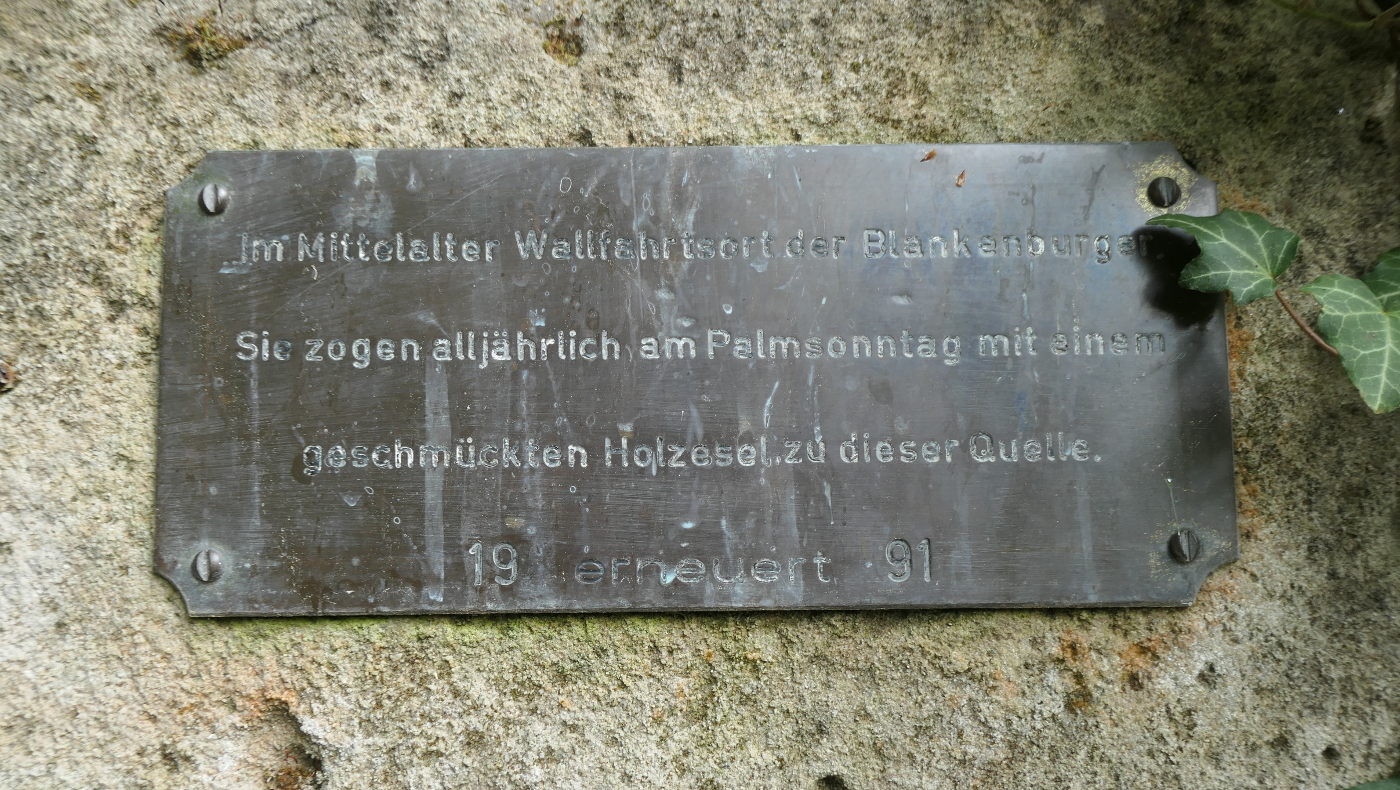 Im Mittelalter Wallfahrtsort der Blankenburger
Sie zogen alljährlich am Palmsonntag mit einem
geschmückten Holzesel zu dieser Quelle.
19 erneuert 91